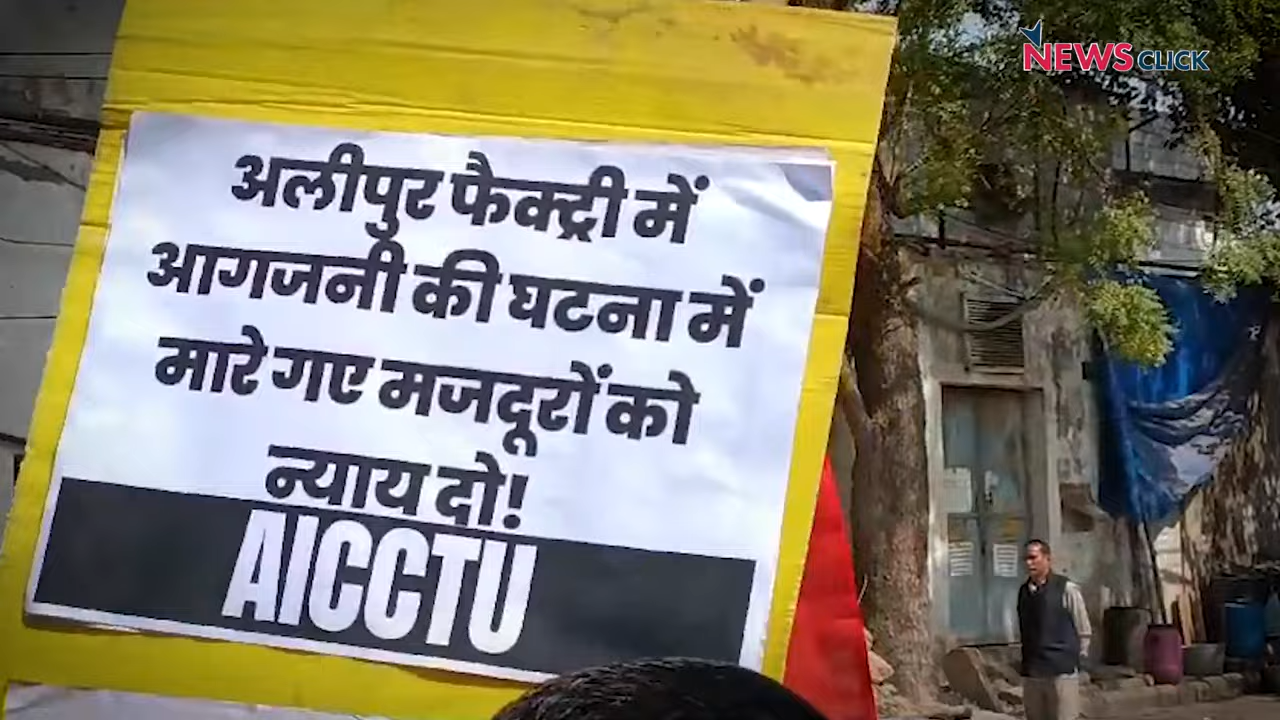 NEWSCLICK
अलीपुर फैक्ट्री में
आगजनी की घटना में
मारे गए मजदूरों को
न्याय दो!
AICCTU